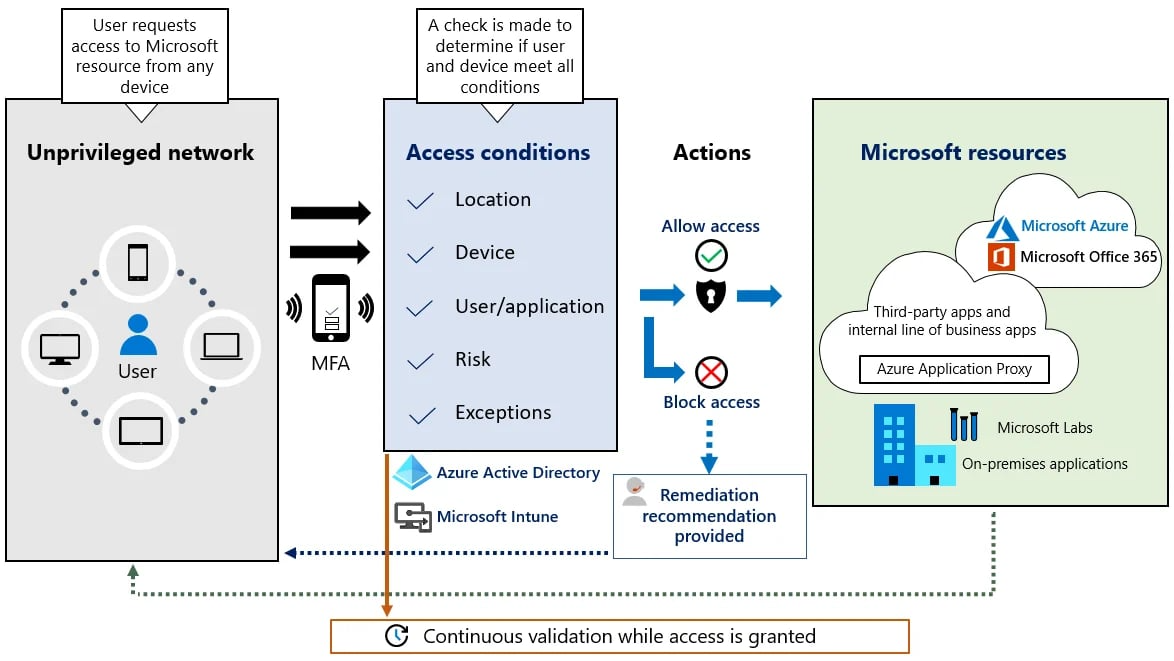 User requests
access to Microsoft
resource from any
device
A check is made to
determine if user
and device meet all
conditions
Unprivileged network
User
MFA
Access conditions
Location
Device
User/application
Risk
Exceptions
Azure Active Directory
Microsoft Intune
Actions
Allow access
Block access
Remediation
recommendation
provided
Microsoft resources
Microsoft Azure
Microsoft Office 365
Third-party apps and
internal line of business apps
Azure Application Proxy
Microsoft Labs
On-premises applications
Continuous validation while access is granted